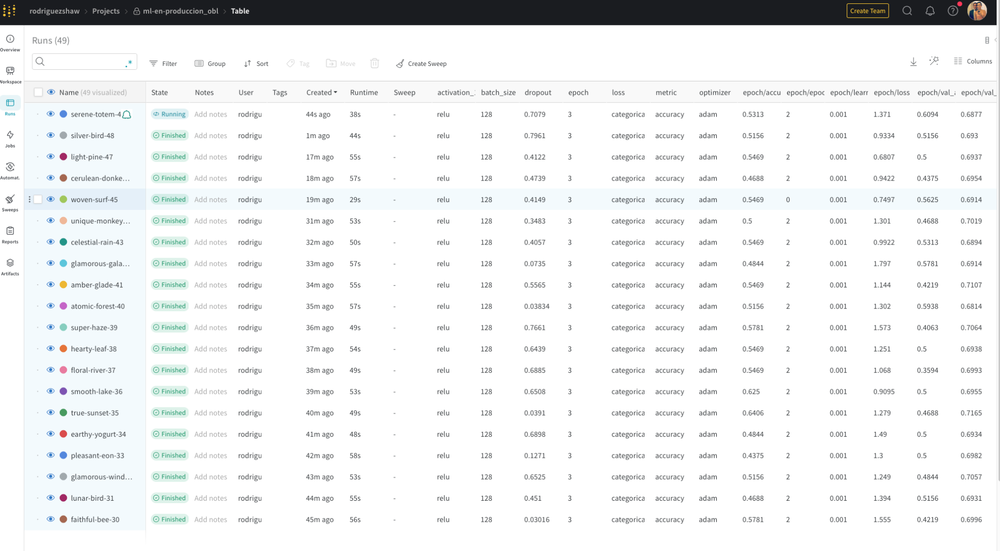 rodriguezshaw > Projects > ml-en-produccion_obl > Table Create Team
Runs (49)
.* Filter Group Sort Tag Move Create Sweep Columns
Overview
Workspace
Runs
Jobs
Automat.
Sweeps
Reports
Artifacts
Name (49 visualized) State Notes User Tags Created Runtime Sweep activation_ batch_size dropout epoch loss metric optimizer epoch/accu epoch/epoc epoch/learn epoch/loss epoch/val_a epoch/val_
serene-totem-4 Running Add notes rodrigu 44s ago 38s - relu 128 0.7079 3 categorica accuracy adam 0.5313 2 0.001 1.371 0.6094 0.6877
silver-bird-48 Finished Add notes rodrigu 1m ago 44s - relu 128 0.7961 3 categorica accuracy adam 0.5156 2 0.001 0.9334 0.5156 0.693
light-pine-47 Finished Add notes rodrigu 17m ago 55s - relu 128 0.4122 3 categorica accuracy adam 0.5469 2 0.001 0.6807 0.5 0.6937
cerulean-donke... Finished Add notes rodrigu 18m ago 57s - relu 128 0.4739 3 categorica accuracy adam 0.4688 2 0.001 0.9422 0.4375 0.6954
woven-surf-45 Finished Add notes rodrigu 19m ago 29s - relu 128 0.4149 3 categorica accuracy adam 0.5469 0 0.001 0.7497 0.5625 0.6914
unique-monkey... Finished Add notes rodrigu 31m ago 53s - relu 128 0.3483 3 categorica accuracy adam 0.5 2 0.001 1.301 0.4688 0.7019
celestial-rain-43 Finished Add notes rodrigu 32m ago 50s - relu 128 0.4057 3 categorica accuracy adam 0.5469 2 0.001 0.9922 0.5313 0.6894
glamorous-gala... Finished Add notes rodrigu 33m ago 57s - relu 128 0.0735 3 categorica accuracy adam 0.4844 2 0.001 1.797 0.5781 0.6914
amber-glade-41 Finished Add notes rodrigu 34m ago 55s - relu 128 0.5565 3 categorica accuracy adam 0.5469 2 0.001 1.144 0.4219 0.7107
atomic-forest-40 Finished Add notes rodrigu 35m ago 57s - relu 128 0.03834 3 categorica accuracy adam 0.5156 2 0.001 1.302 0.5938 0.6814
super-haze-39 Finished Add notes rodrigu 36m ago 49s - relu 128 0.7661 3 categorica accuracy adam 0.5781 2 0.001 1.573 0.4063 0.7064
hearty-leaf-38 Finished Add notes rodrigu 37m ago 54s - relu 128 0.6439 3 categorica accuracy adam 0.5469 2 0.001 1.251 0.5 0.6938
floral-river-37 Finished Add notes rodrigu 38m ago 49s - relu 128 0.6885 3 categorica accuracy adam 0.5469 2 0.001 1.068 0.3594 0.6993
smooth-lake-36 Finished Add notes rodrigu 39m ago 53s - relu 128 0.6508 3 categorica accuracy adam 0.625 2 0.001 0.9095 0.5 0.6955
true-sunset-35 Finished Add notes rodrigu 40m ago 49s - relu 128 0.0391 3 categorica accuracy adam 0.6406 2 0.001 1.279 0.4688 0.7165
earthy-yogurt-34 Finished Add notes rodrigu 41m ago 48s - relu 128 0.6898 3 categorica accuracy adam 0.4844 2 0.001 1.49 0.5 0.6934
pleasant-eon-33 Finished Add notes rodrigu 42m ago 58s - relu 128 0.1271 3 categorica accuracy adam 0.4375 2 0.001 1.3 0.5 0.6982
glamorous-wind... Finished Add notes rodrigu 43m ago 53s - relu 128 0.6525 3 categorica accuracy adam 0.5156 2 0.001 1.249 0.4844 0.7057
lunar-bird-31 Finished Add notes rodrigu 44m ago 55s - relu 128 0.451 3 categorica accuracy adam 0.4688 2 0.001 1.394 0.5156 0.6931
faithful-bee-30 Finished Add notes rodrigu 45m ago 56s - relu 128 0.03016 3 categorica accuracy adam 0.5781 2 0.001 1.555 0.4219 0.6996